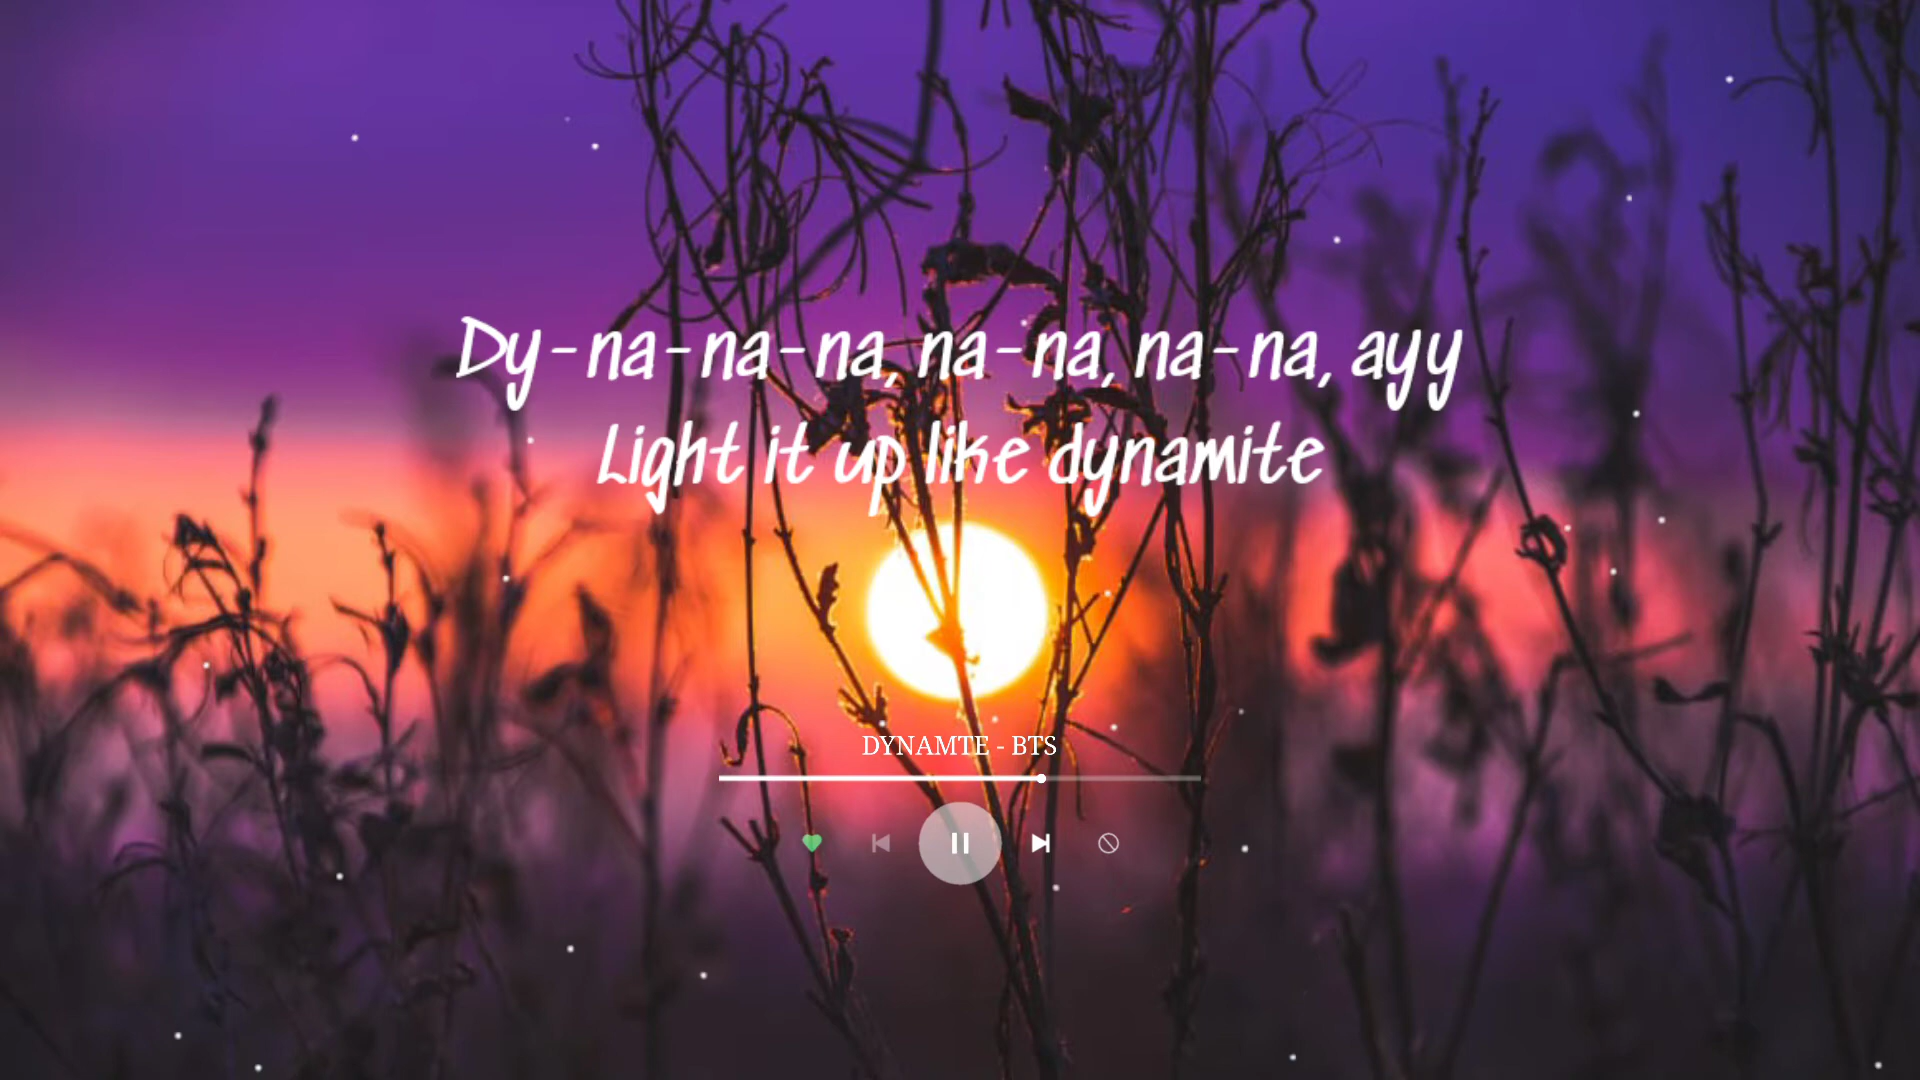 Dy-na-na-na, na-na, na-na, ayy
Light it up like dynamite
DYNAMTE - BTS